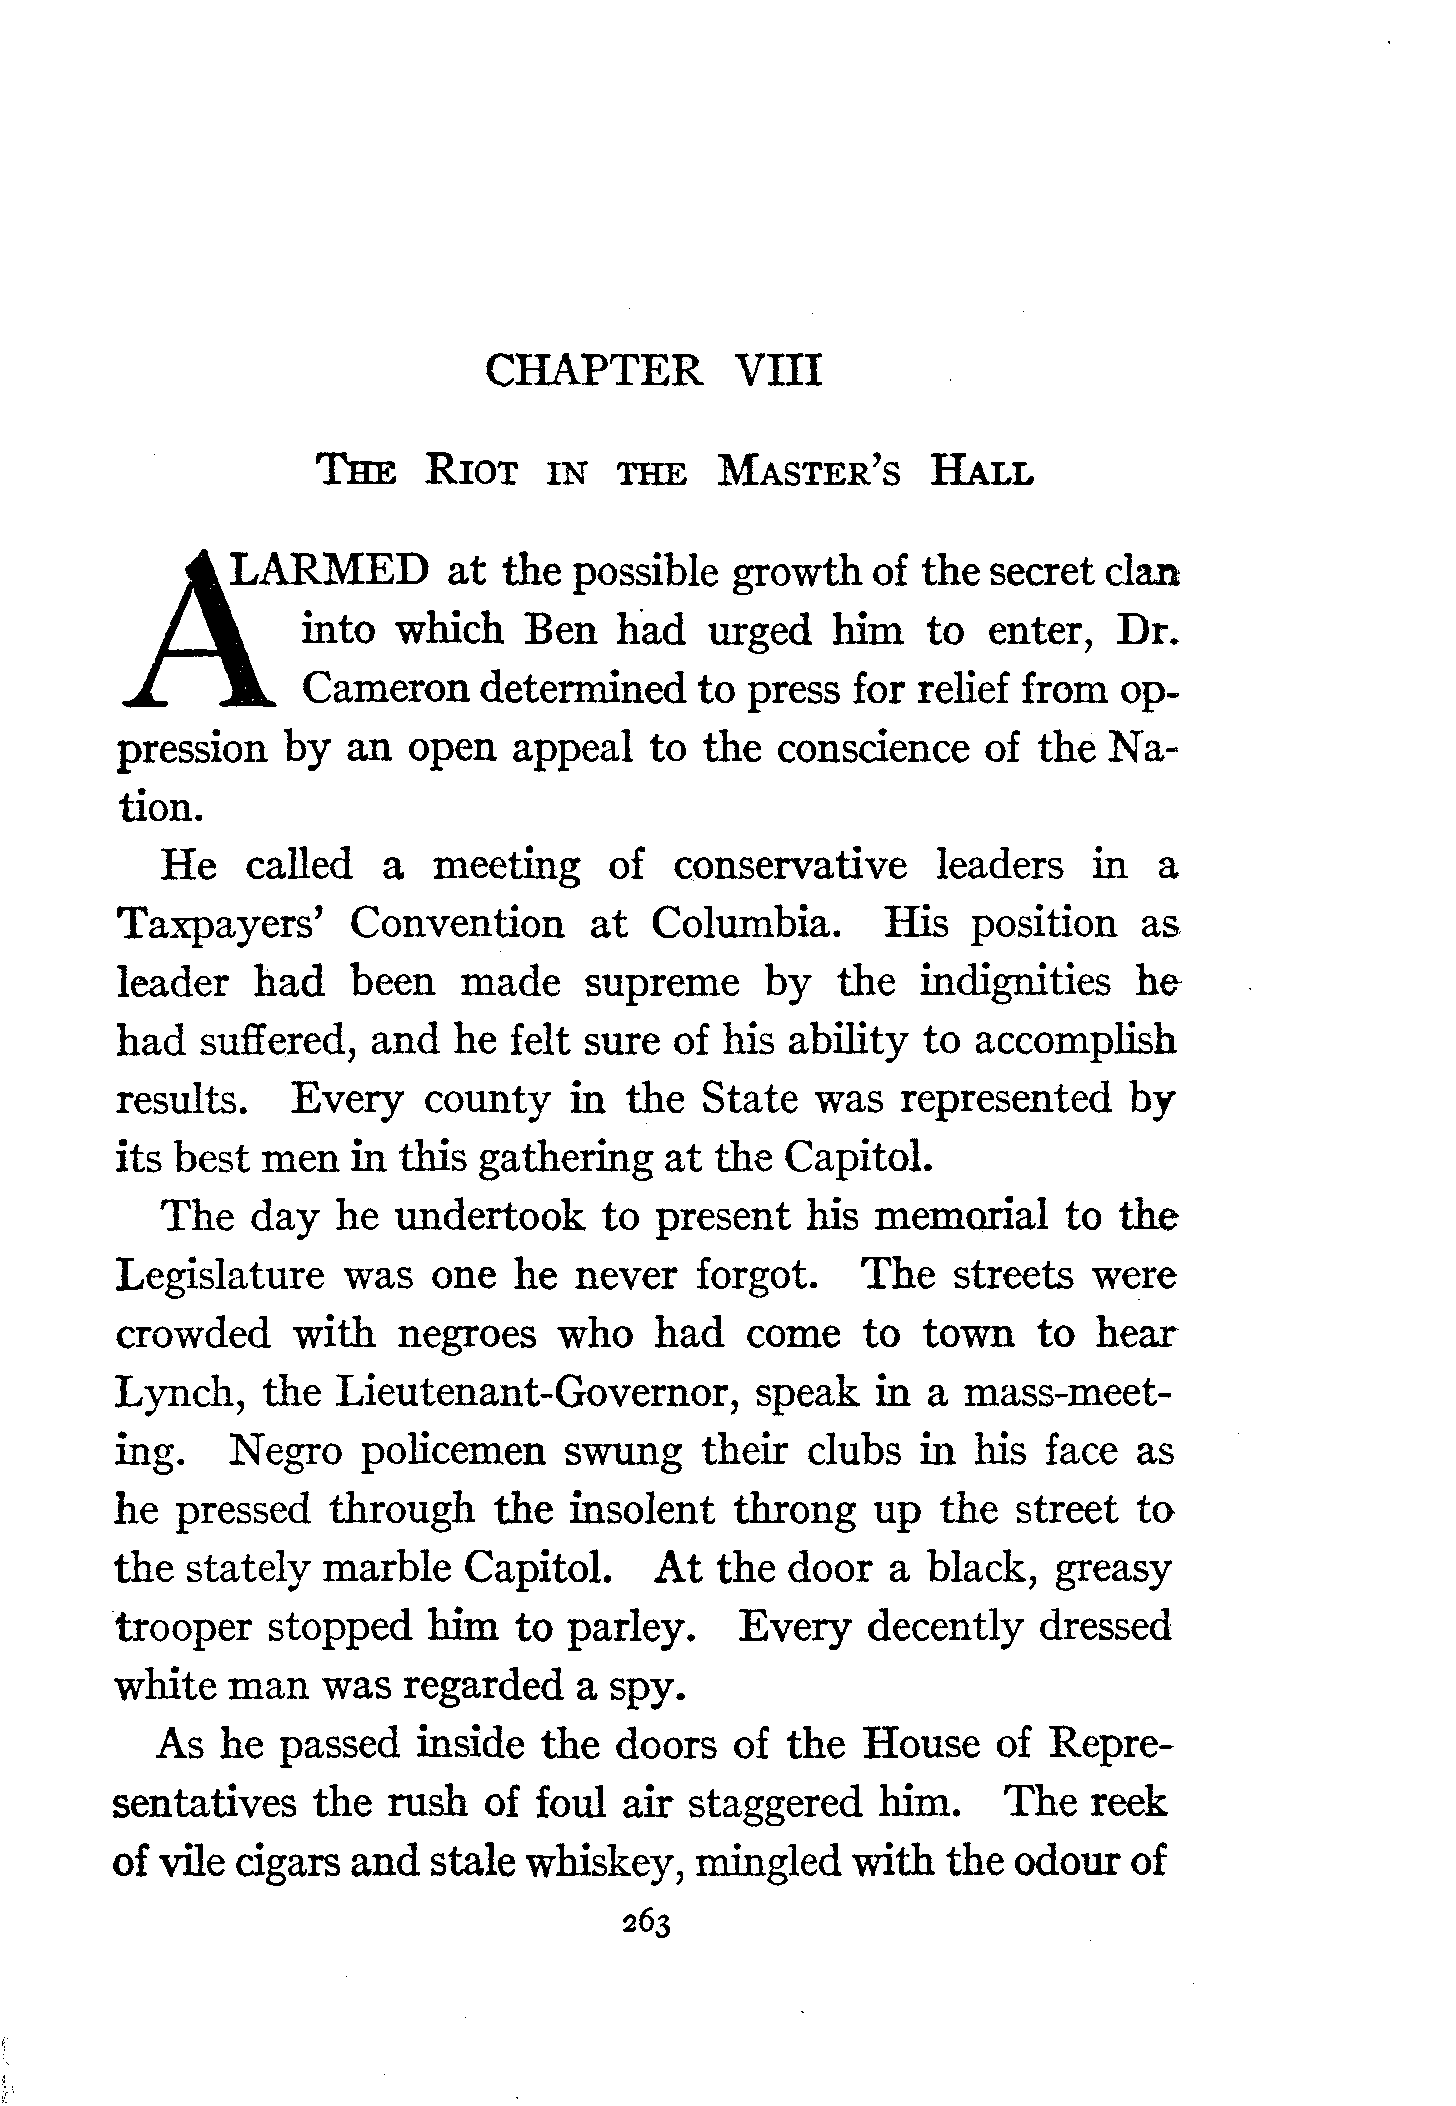 CHAPTER VIII
THE RIOT IN THE MASTER'S HALL
ALARMED at the possible growth of the secret clan
into which Ben had urged him to enter, Dr.
Cameron determined to press for relief from op-
pression by an open appeal to the conscience of the Na-
tion.
He called a meeting of conservative leaders in a
Taxpayers' Convention at Columbia. His position as
leader had been made supreme by the indignities he
had suffered, and he felt sure of his ability to accomplish
results. Every county in the State was represented by
its best men in this gathering at the Capitol.
The day he undertook to present his memorial to the
Legislature was one he never forgot. The streets were
crowded with negroes who had come to town to hear
Lynch, the Lieutenant-Governor, speak in a mass-meet-
ing. Negro policemen swung their clubs in his face as
he pressed through the insolent throng up the street to
the stately marble Capitol. At the door a black, greasy
trooper stopped him to parley. Every decently dressed
white man was regarded a spy.
As he passed inside the doors of the House of Repre-
sentatives the rush of foul air staggered him. The reek
of vile cigars and stale whiskey, mingled with the odour of
263